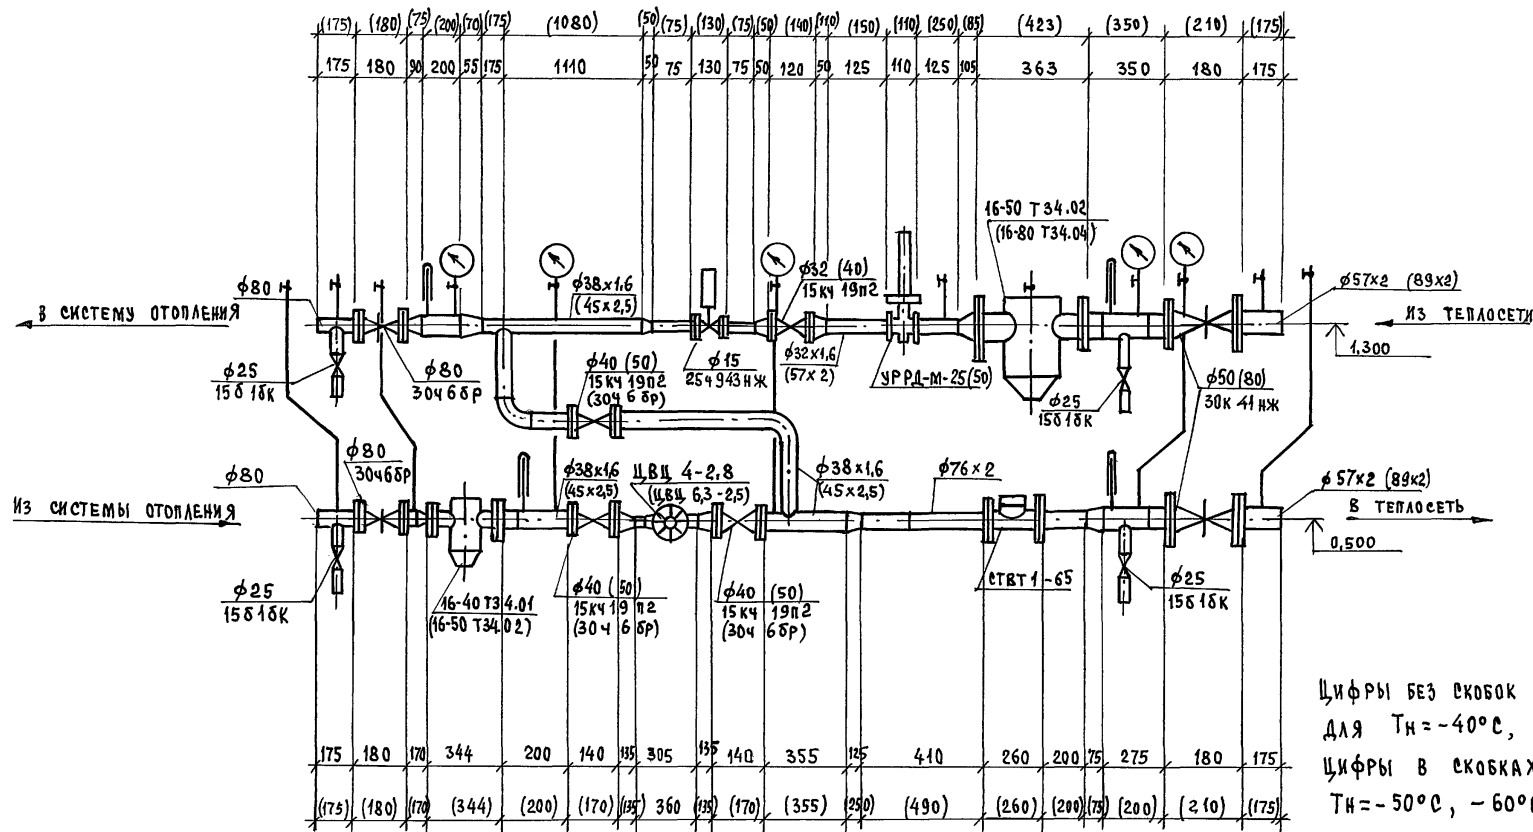 (175) (180) (75) (200) (70) (175) (1080) (50) (75) (130) (75) (50) (140) (110) (150) (110) (250) (85) (423) (350) (210) (175)
175 180 90 200 55 175 1110 50 75 130 75 50 120 50 125 110 125 105 363 350 180 175
16-50 Т34.02
(16-80 Т34.04)
ф80
ф38х1,6
(45х2,5)
ф32 (40)
15кч 19п2
ф57х2 (89х2)
В СИСТЕМУ ОТОПЛЕНИЯ
ИЗ ТЕПЛОСЕТИ
1,300
ф25
15б1бк
ф80
30ч6бр
ф40 (50)
15кч 19п2
(30ч 6бр)
ф15
25ч943нж
ф32х1,6
(57х2)
УРРД-М-25(50)
ф25
15б1бк
ф50(80)
30к 41нж
ф80
ф80
30ч6бр
ф38х1,6
(45х2,5)
ЦВЦ 4-2,8
(ЦВЦ 6,3-2,5)
ф38х1,6
(45х2,5)
ф76х2
ф57х2 (89х2)
ИЗ СИСТЕМЫ ОТОПЛЕНИЯ
В ТЕПЛОСЕТЬ
0,500
ф25
15б1бк
16-40 Т34.01
(16-50 Т34.02)
ф40 (50)
15кч 19п2
(30ч 6бр)
ф40 (50)
15кч 19п2
(30ч 6бр)
СТВТ1-65
ф25
15б1бк
ЦИФРЫ БЕЗ СКОБОК
ДЛЯ Тн=-40°С,
ЦИФРЫ В СКОБКАХ
Тн=-50°С, -60°
175 180 170 344 200 140 135 305 135 140 355 125 410 260 200 75 275 180 175
(175) (180) (170) (344) (200) (170) (135) 360 (135) (170) (355) (250) (490) (260) (200) (75) (200) (210) (175)